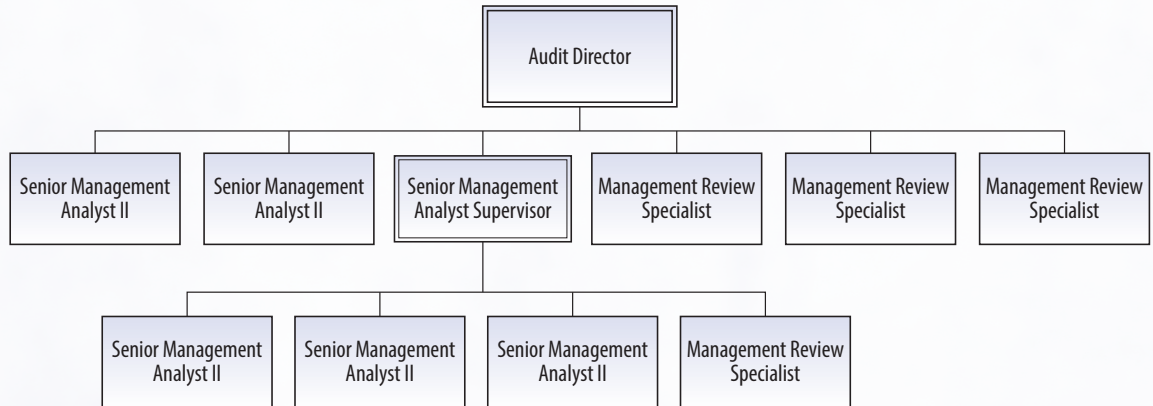 Audit Director
Senior Management
Analyst II
Senior Management
Analyst II
Senior Management
Analyst Supervisor
Management Review
Specialist
Management Review
Specialist
Management Review
Specialist
Senior Management
Analyst II
Senior Management
Analyst II
Senior Management
Analyst II
Management Review
Specialist